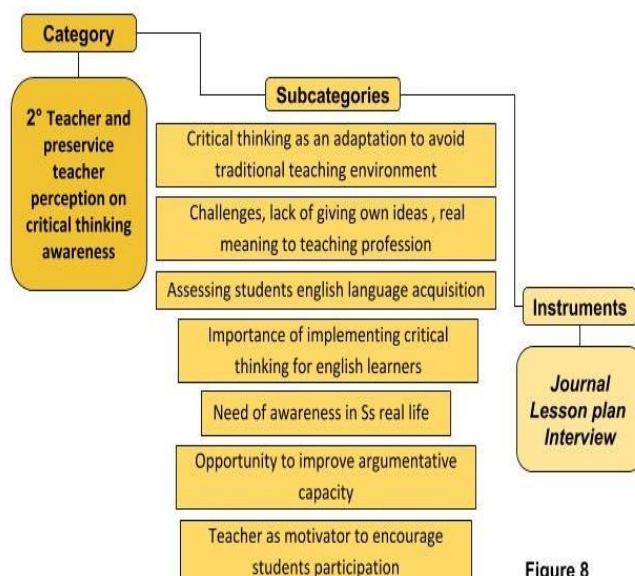 Category
2° Teacher and
preservice
teacher
perception on
critical thinking
awareness
Subcategories
Critical thinking as an adaptation to avoid
traditional teaching environment
Challenges, lack of giving own ideas , real
meaning to teaching profession
Assessing students english language acquisition
Importance of implementing critical
thinking for english learners
Need of awareness in Ss real life
Opportunity to improve argumentative
capacity
Teacher as motivator to encourage
students participation
Instruments
Journal
Lesson plan
Interview
Figure 8